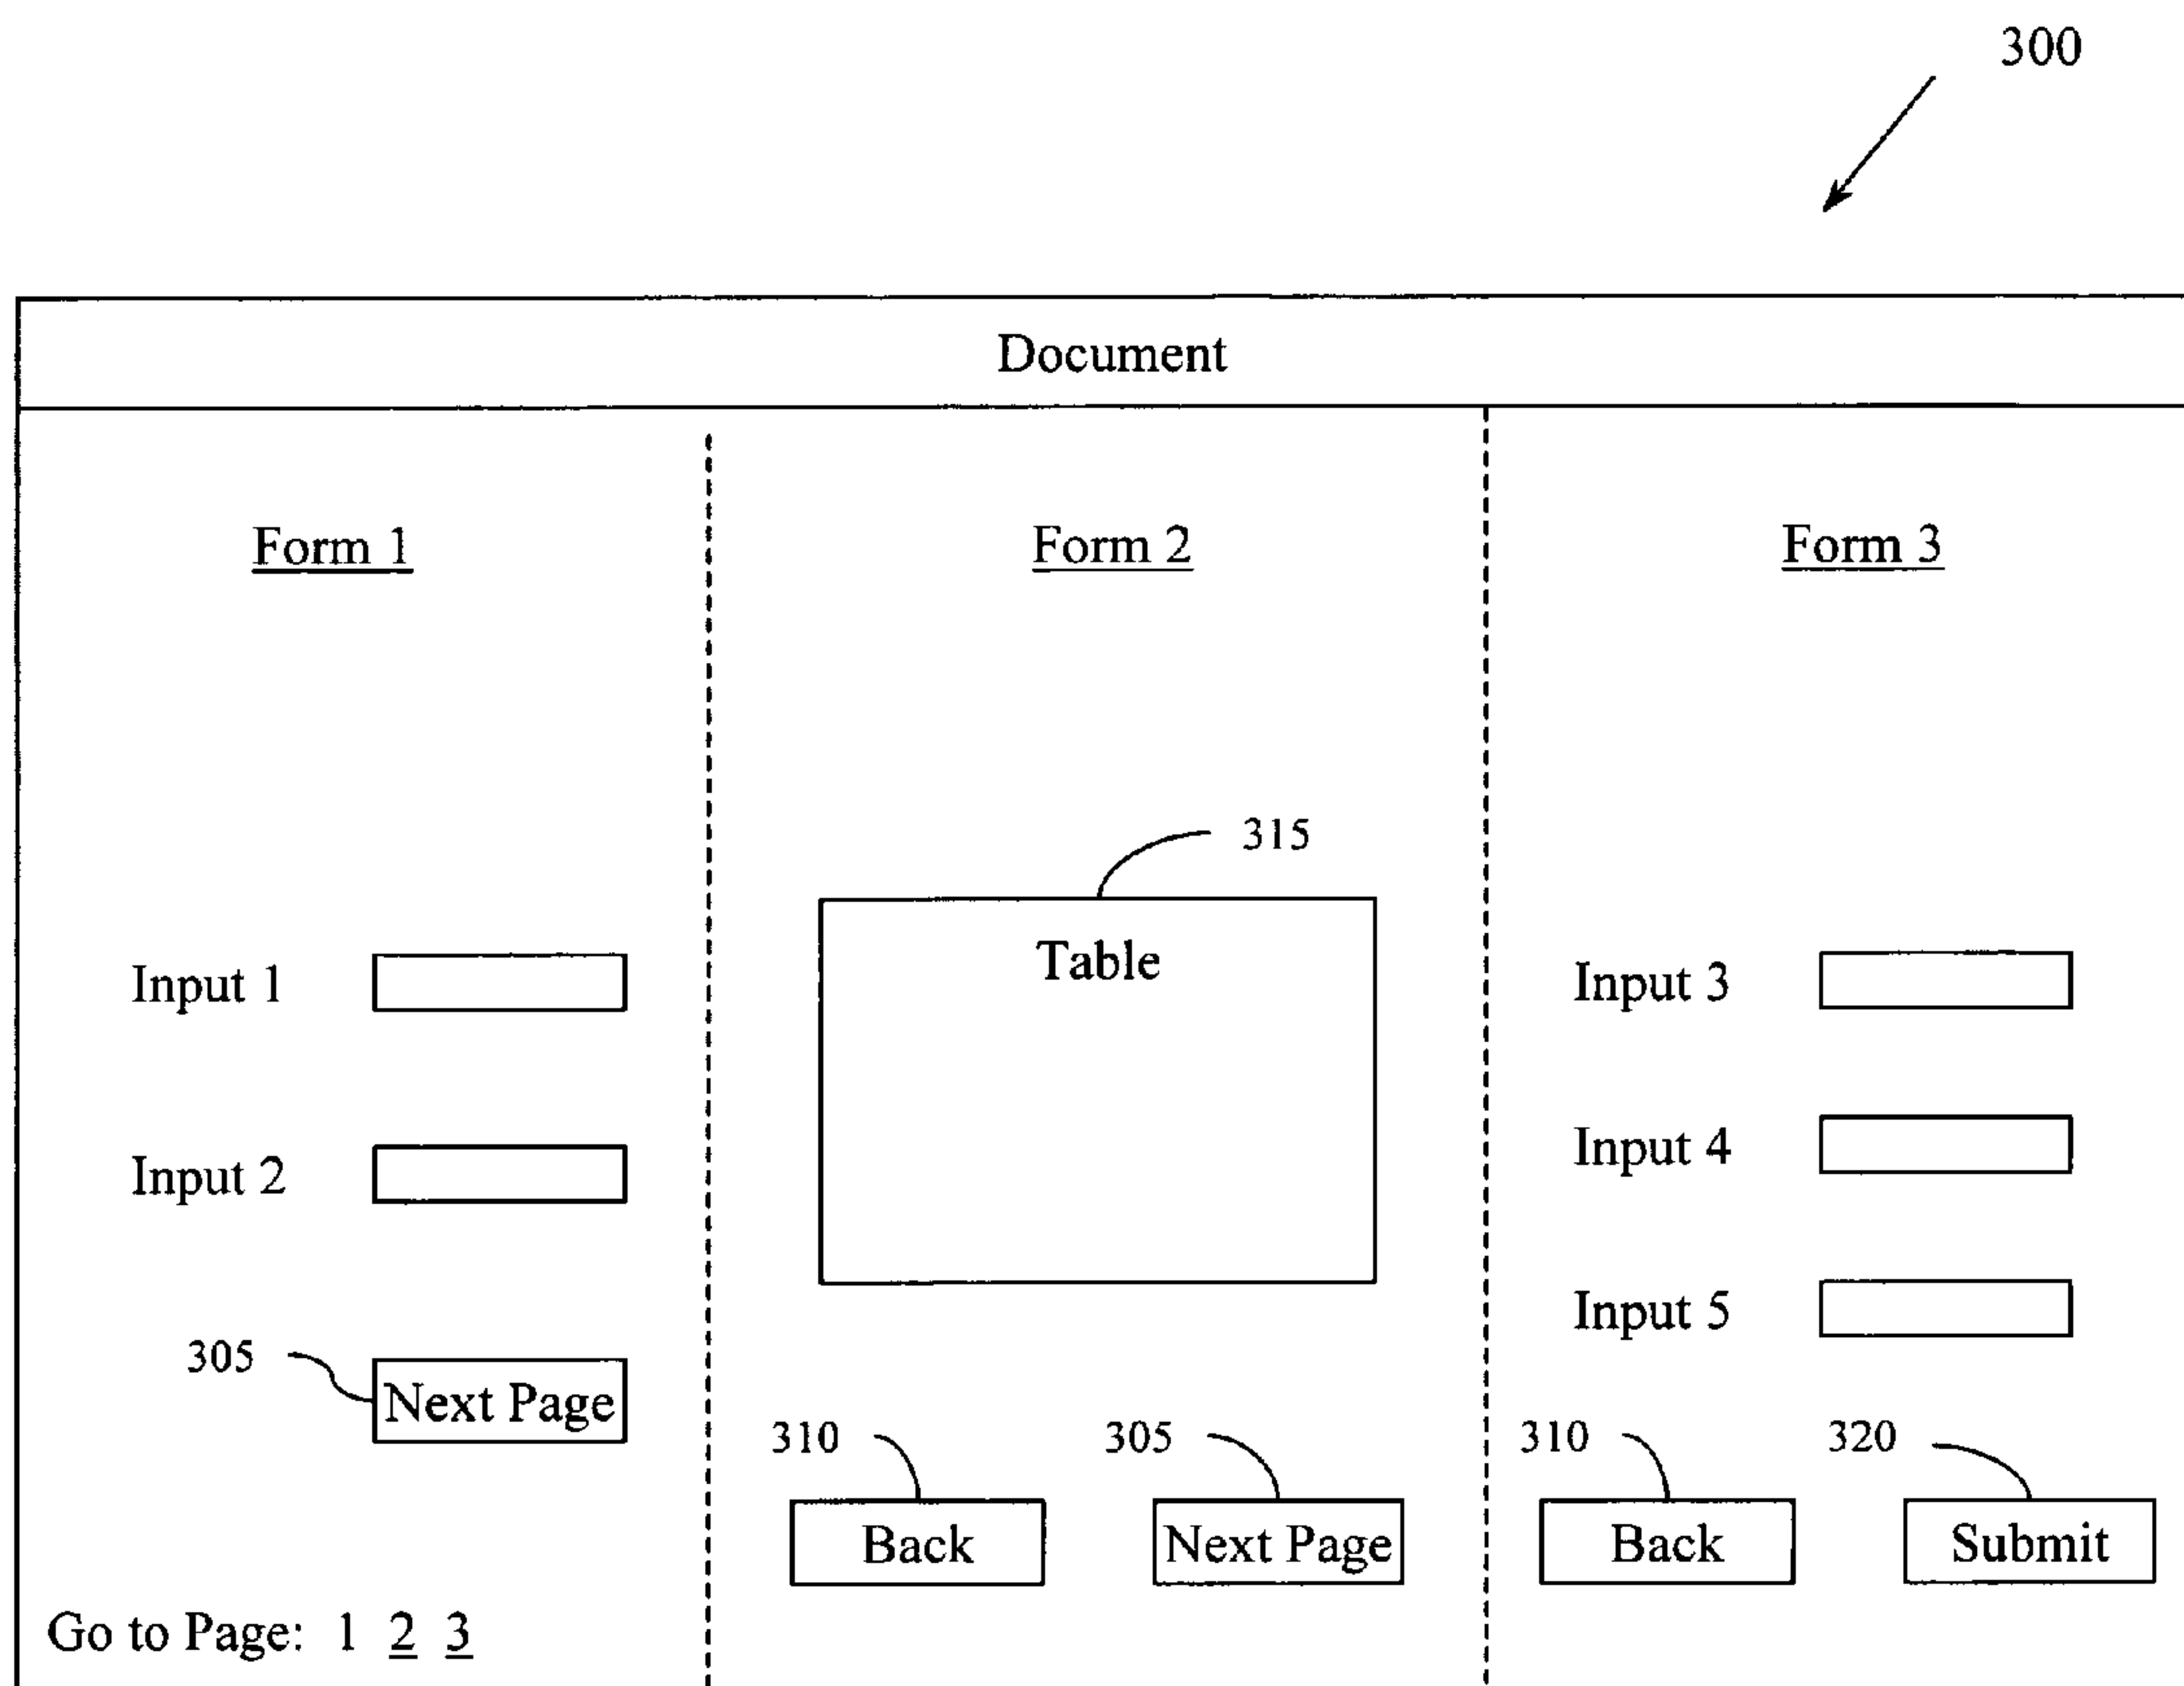 300
Document
Form 1
Input 1
Input 2
305
Next Page
Go to Page: 1 2 3
Form 2
315
Table
310
305
Back
Next Page
Form 3
Input 3
Input 4
Input 5
310
320
Back
Submit